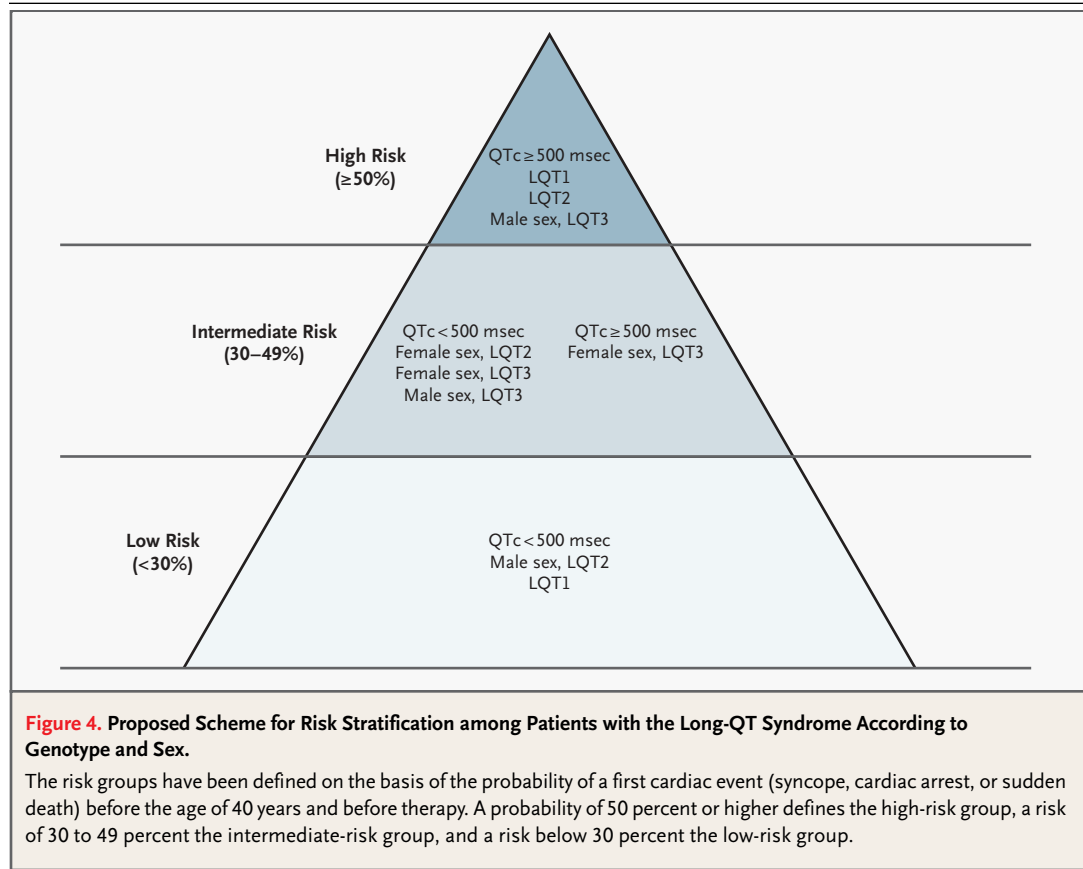 High Risk
(≥50%)
QTc≥500 msec
LQT1
LQT2
Male sex, LQT3
Intermediate Risk
(30–49%)
QTc<500 msec
Female sex, LQT2
Female sex, LQT3
Male sex, LQT3
QTc≥500 msec
Female sex, LQT3
Low Risk
(<30%)
QTc<500 msec
Male sex, LQT2
LQT1
Figure 4. Proposed Scheme for Risk Stratification among Patients with the Long-QT Syndrome According to
Genotype and Sex.
The risk groups have been defined on the basis of the probability of a first cardiac event (syncope, cardiac arrest, or sudden
death) before the age of 40 years and before therapy. A probability of 50 percent or higher defines the high-risk group, a risk
of 30 to 49 percent the intermediate-risk group, and a risk below 30 percent the low-risk group.